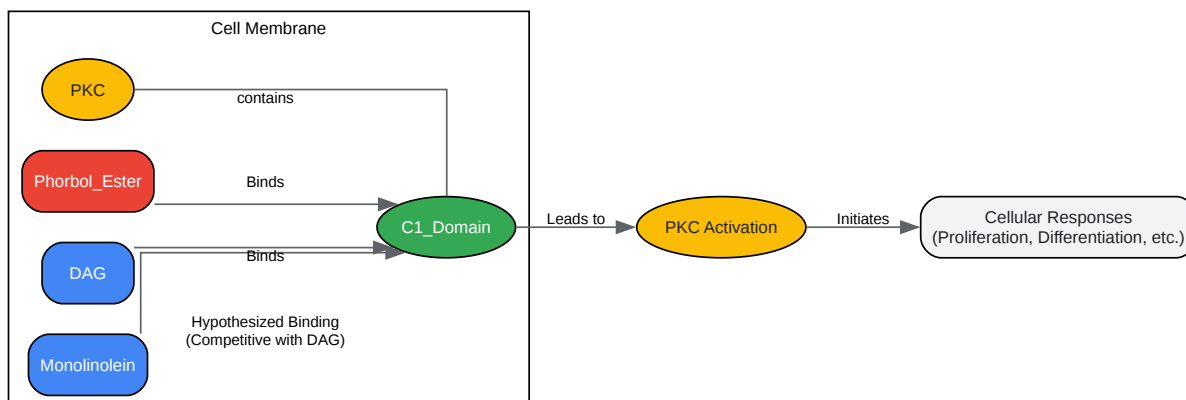 Cell Membrane
PKC
contains
Phorbol_Ester
Binds
C1_Domain
Leads to
PKC Activation
Initiates
Cellular Responses
(Proliferation, Differentiation, etc.)
DAG
Binds
Hypothesized Binding
(Competitive with DAG)
Monolinolein